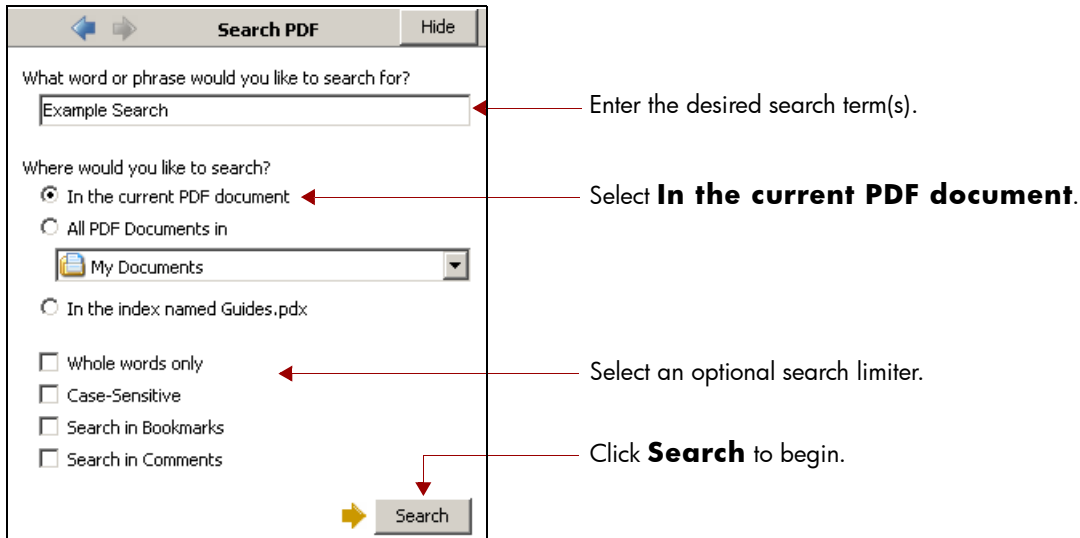 Search PDF
Hide
What word or phrase would you like to search for?
Example Search
Enter the desired search term(s).
Where would you like to search?
In the current PDF document
Select In the current PDF document.
All PDF Documents in
My Documents
In the index named Guides.pdx
Whole words only
Select an optional search limiter.
Case-Sensitive
Search in Bookmarks
Search in Comments
Click Search to begin.
Search